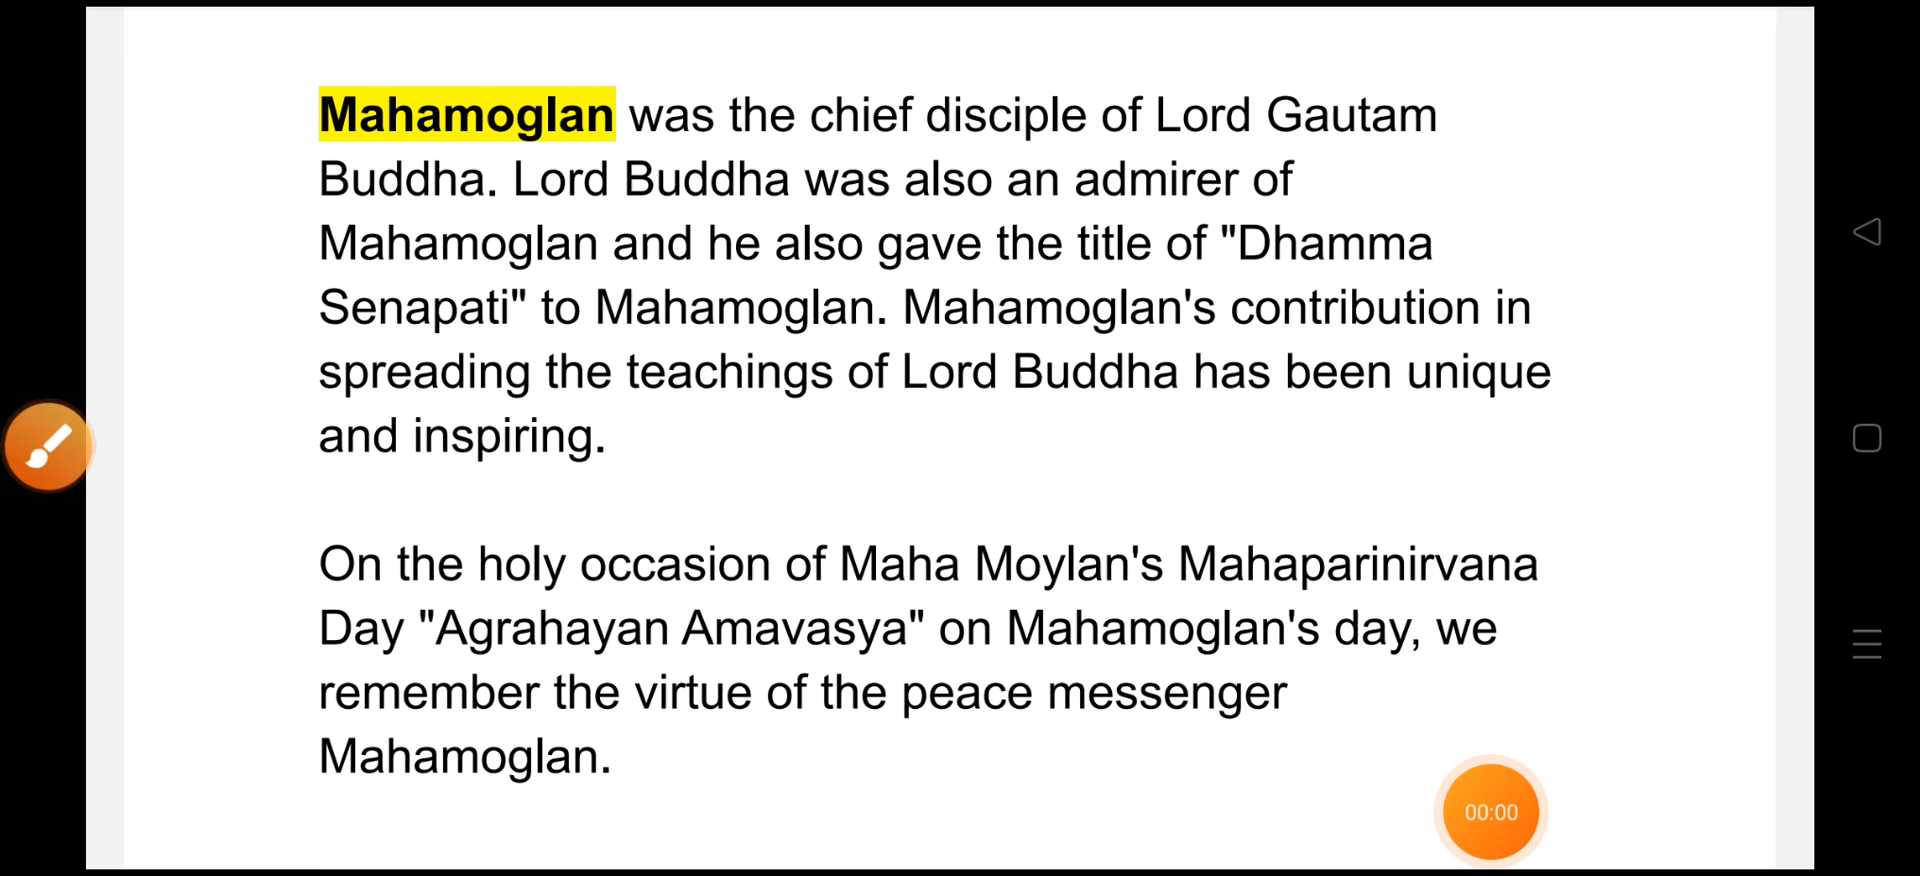 Mahamoglan was the chief disciple of Lord Gautam
Buddha. Lord Buddha was also an admirer of
Mahamoglan and he also gave the title of "Dhamma
Senapati" to Mahamoglan. Mahamoglan's contribution in
spreading the teachings of Lord Buddha has been unique
and inspiring.
On the holy occasion of Maha Moylan's Mahaparinirvana
Day "Agrahayan Amavasya" on Mahamoglan's day, we
remember the virtue of the peace messenger
Mahamoglan.
00:00